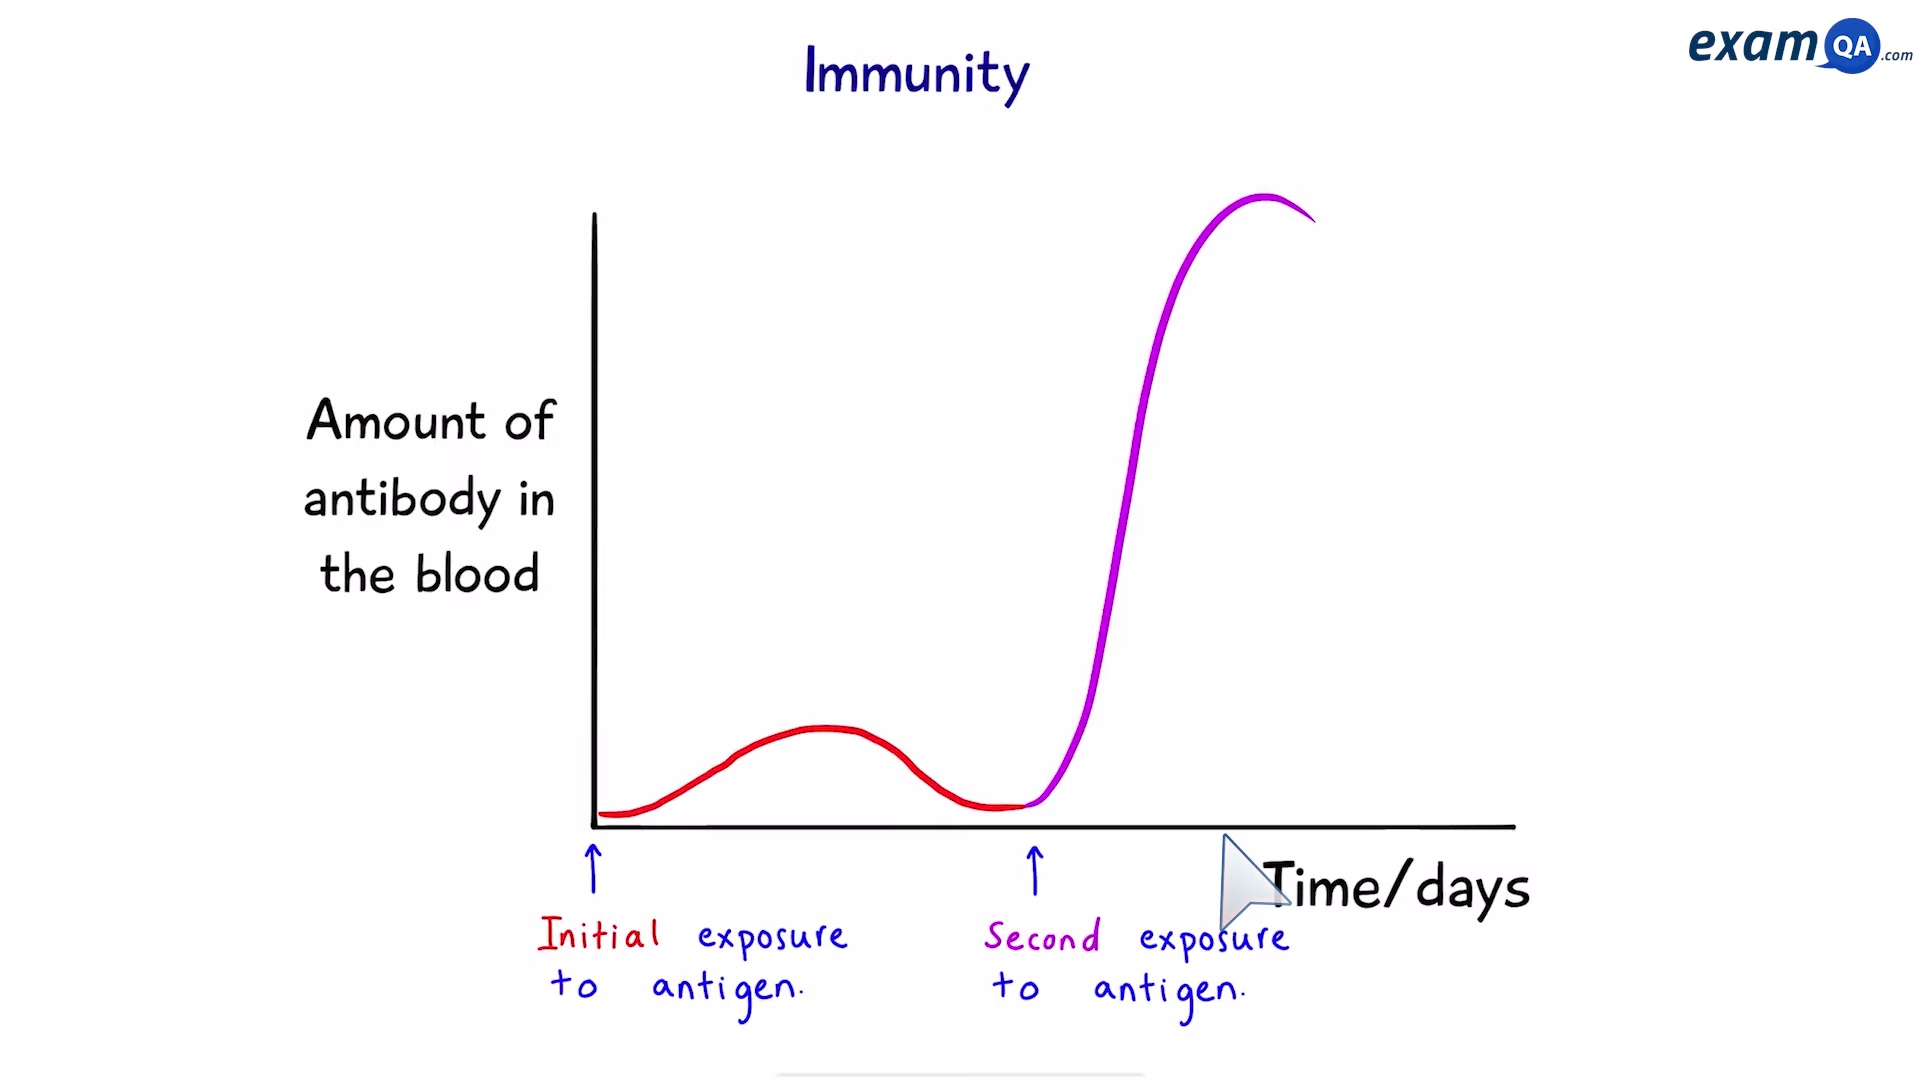 examQA.com
Immunity
Amount of
antibody in
the blood
Time/days
Initial exposure
to antigen.
Second exposure
to antigen.